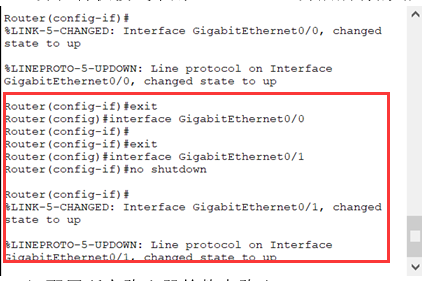 Router(config-if)#
%LINK-5-CHANGED: Interface GigabitEthernet0/0, changed
state to up
%LINEPROTO-5-UPDOWN: Line protocol on Interface
GigabitEthernet0/0, changed state to up
Router(config-if)#exit
Router(config)#interface GigabitEthernet0/0
Router(config-if)#
Router(config-if)#exit
Router(config)#interface GigabitEthernet0/1
Router(config-if)#no shutdown
Router(config-if)#
%LINK-5-CHANGED: Interface GigabitEthernet0/1, changed
state to up
%LINEPROTO-5-UPDOWN: Line protocol on Interface
GigabitEthernet0/1, changed state to up